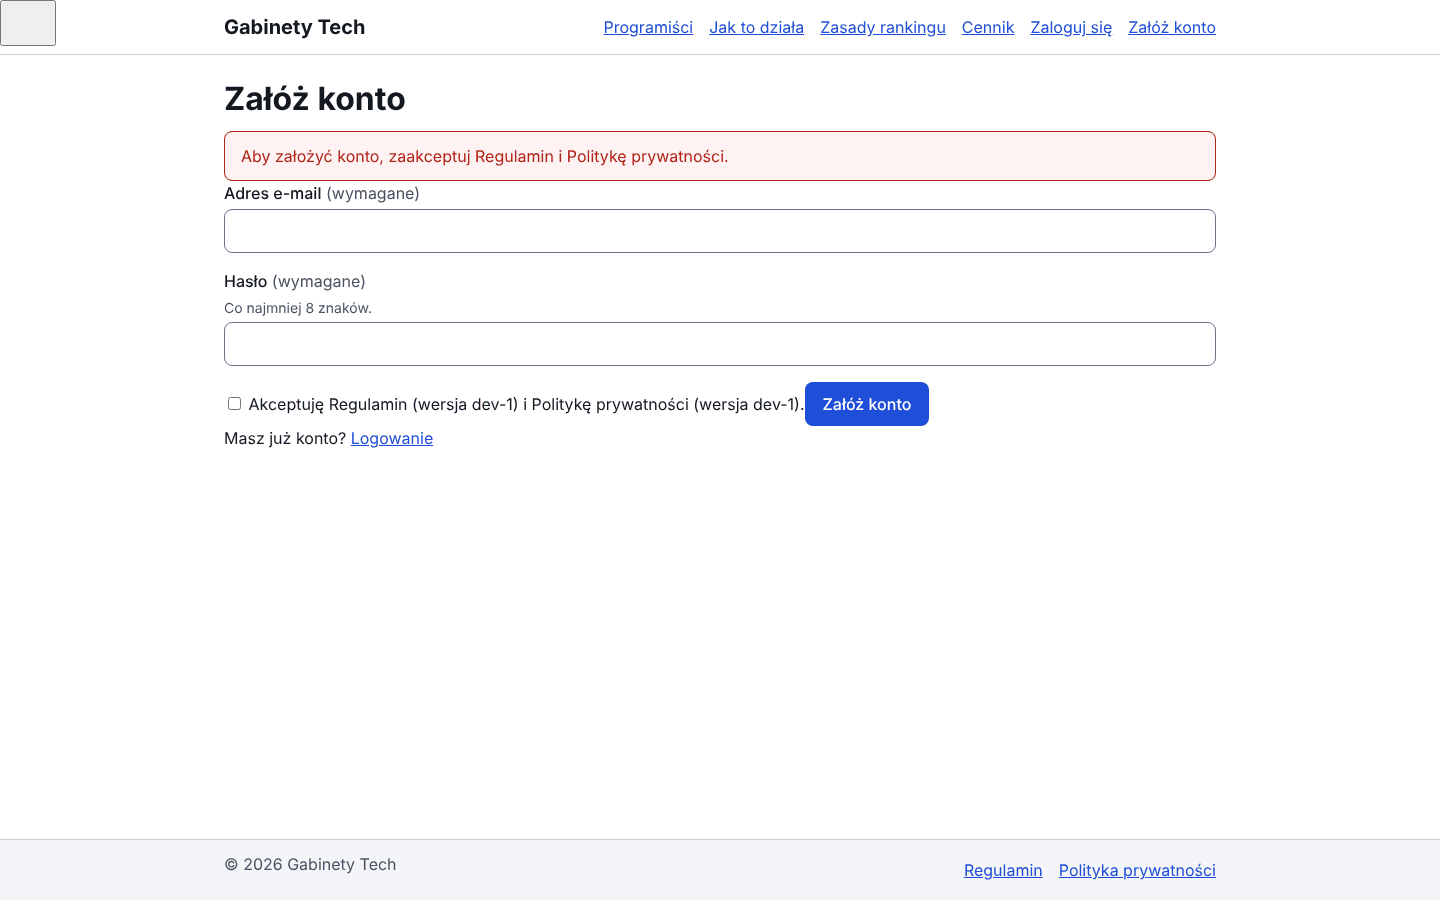 Gabinety Tech
Programiści Jak to działa Zasady rankingu Cennik Zaloguj się Załóż konto
Załóż konto
Aby założyć konto, zaakceptuj Regulamin i Politykę prywatności.
Adres e-mail (wymagane)
Hasło (wymagane)
Co najmniej 8 znaków.
Akceptuję Regulamin (wersja dev-1) i Politykę prywatności (wersja dev-1). Załóż konto
Masz już konto? Logowanie
© 2026 Gabinety Tech
Regulamin Polityka prywatności